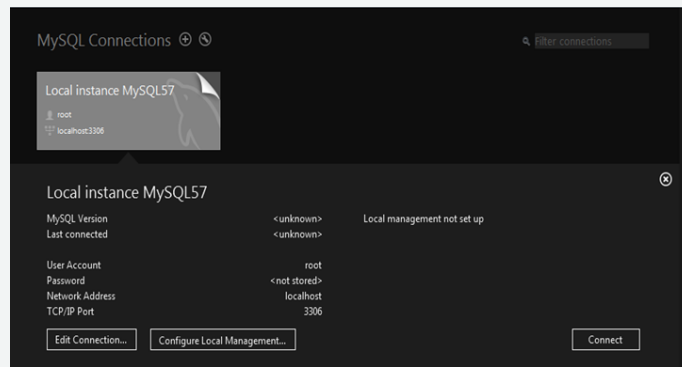 MySQL Connections
Filter connections
Local instance MySQL57
root
localhost:3306
Local instance MySQL57
MySQL Version <unknown> Local management not set up
Last connected <unknown>
User Account root
Password <not stored>
Network Address localhost
TCP/IP Port 3306
Edit Connection... Configure Local Management... Connect